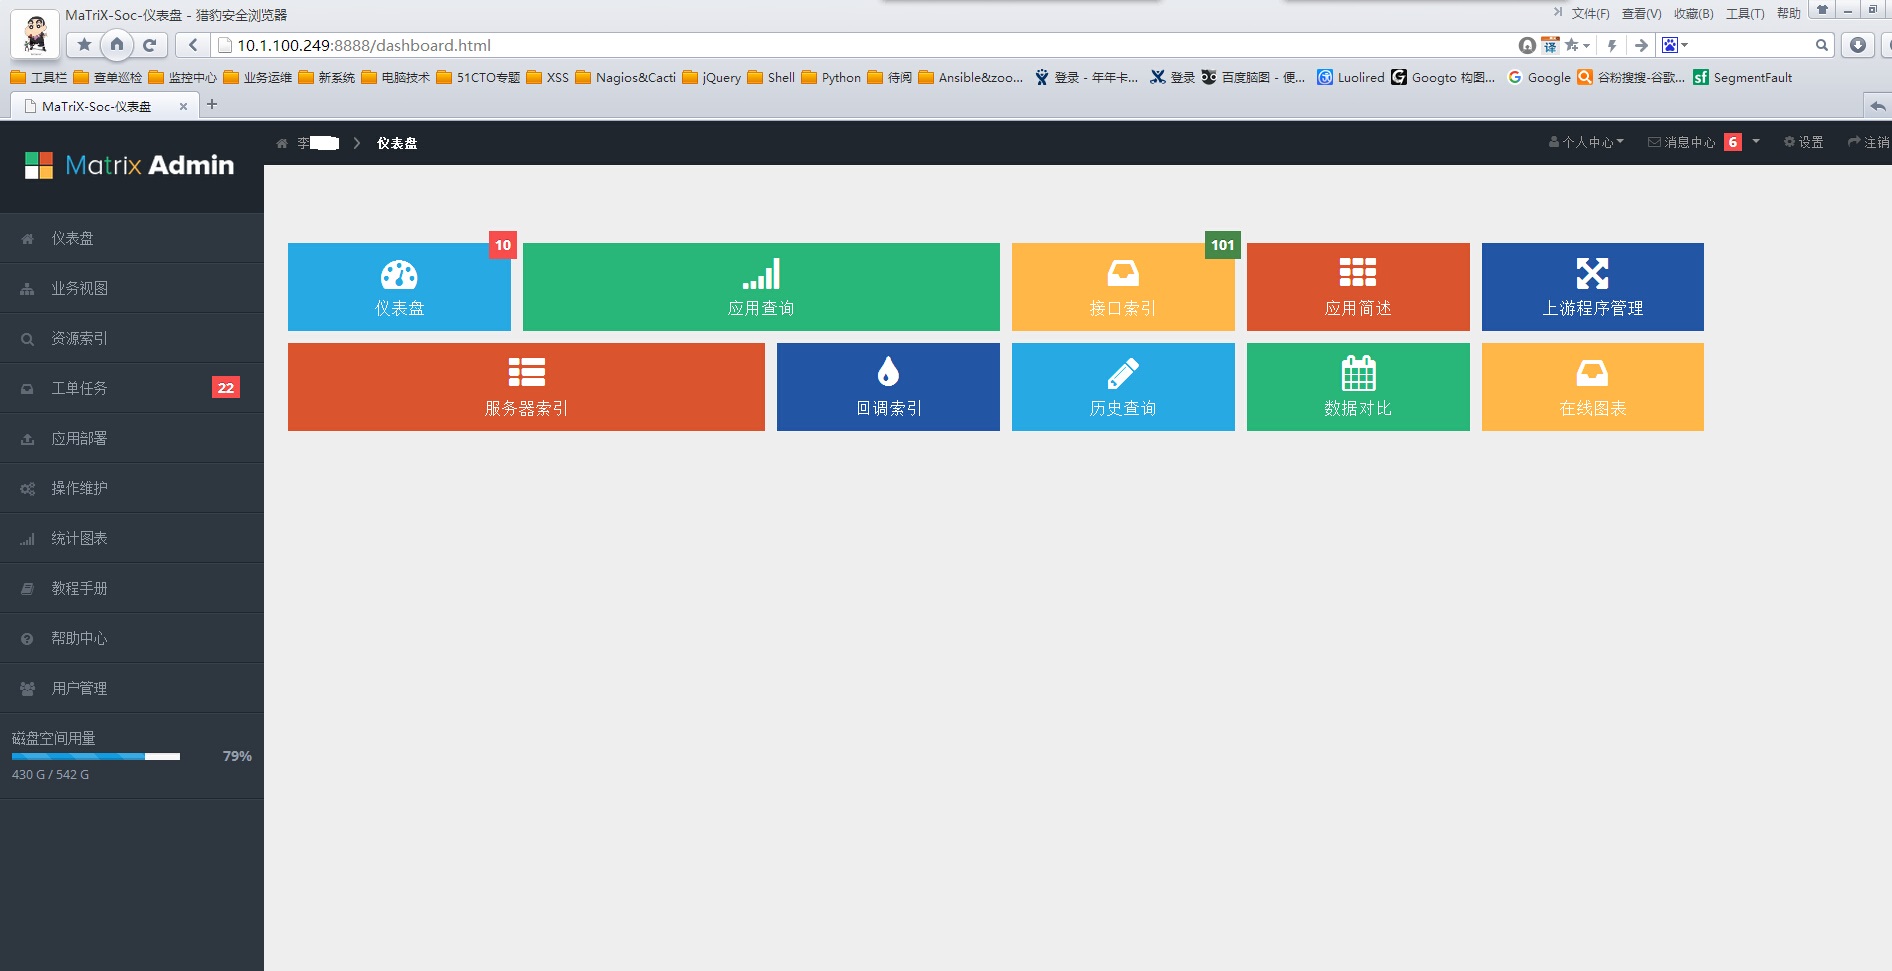 MaTriX-Soc-仪表盘 - 猎豹安全浏览器
文件(F) 查看(V) 收藏(B) 工具(T) 帮助
10.1.100.249:8888/dashboard.html
译
工具栏 查单巡检 监控中心 业务运维 新系统 电脑技术 51CTO专题 XSS Nagios&Cacti jQuery Shell Python 待阅 Ansible&zoo... 登录 - 年年卡... 登录 百度脑图 - 便... Luolired Googto 构图... Google 谷粉搜搜-谷歌... SegmentFault
MaTriX-Soc-仪表盘
Matrix Admin
李 仪表盘
个人中心 消息中心 6 设置 注销
仪表盘
业务视图
资源索引
工单任务 22
应用部署
操作维护
统计图表
教程手册
帮助中心
用户管理
磁盘空间用量
79%
430 G / 542 G
10
仪表盘
应用查询
101
接口索引
应用简述
上游程序管理
服务器索引
回调索引
历史查询
数据对比
在线图表